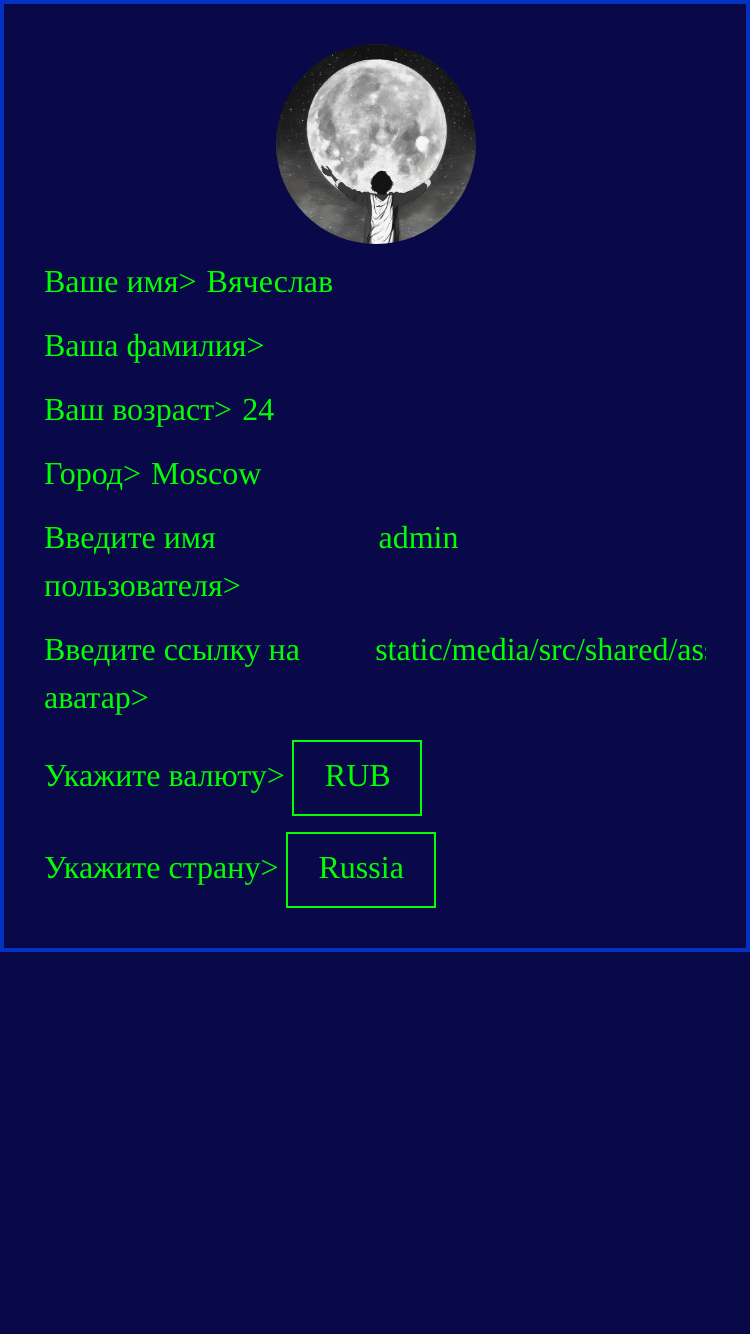 Ваше имя> Вячеслав
Ваша фамилия>
Ваш возраст> 24
Город> Moscow
Введите имя admin
пользователя>
Введите ссылку на static/media/src/shared/as
аватар>
Укажите валюту> RUB
Укажите страну> Russia